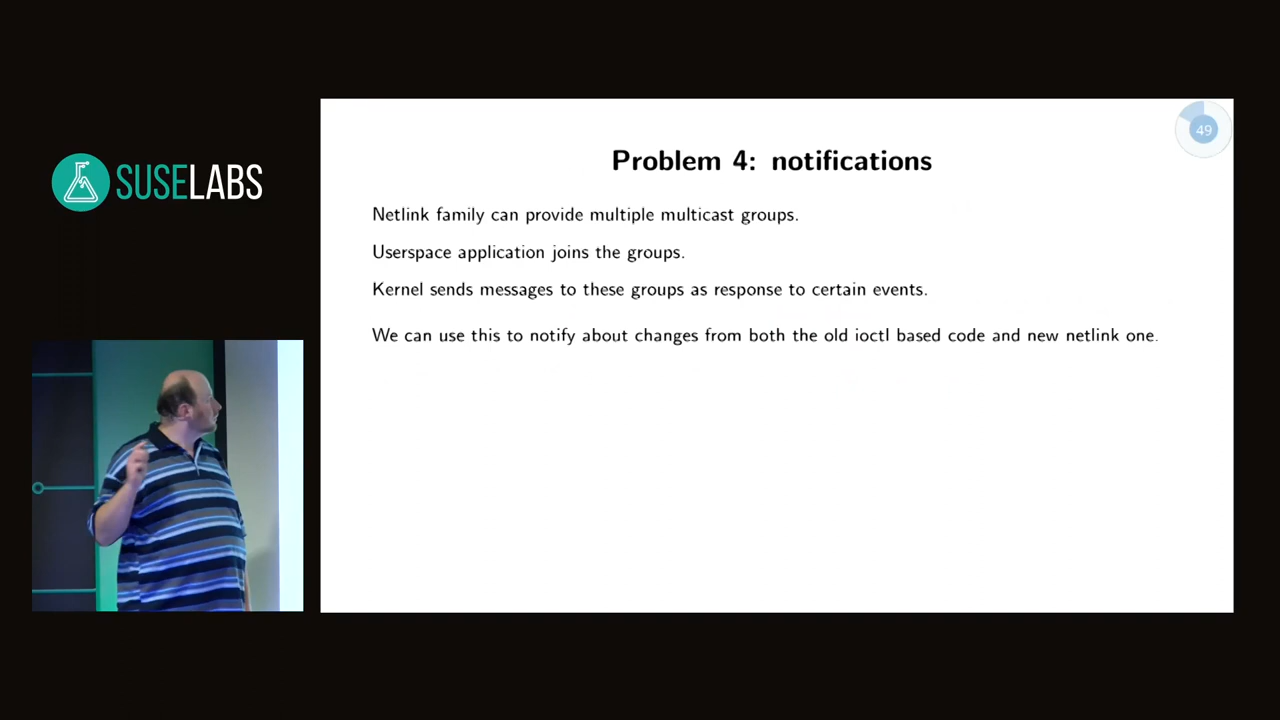 SUSELABS
49
Problem 4: notifications
Netlink family can provide multiple multicast groups.
Userspace application joins the groups.
Kernel sends messages to these groups as response to certain events.
We can use this to notify about changes from both the old ioctl based code and new netlink one.